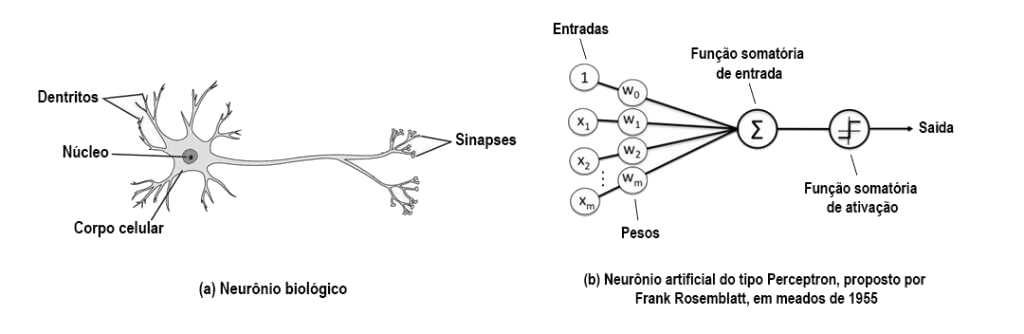 Dentritos
Núcleo
Corpo celular
Sinapses
(a) Neurônio biológico
Entradas
1
x1
x2
⋮
xm
w0
w1
w2
wm
Pesos
Função somatória
de entrada
Σ
Função somatória
de ativação
Saída
(b) Neurônio artificial do tipo Perceptron, proposto por
Frank Rosemblatt, em meados de 1955